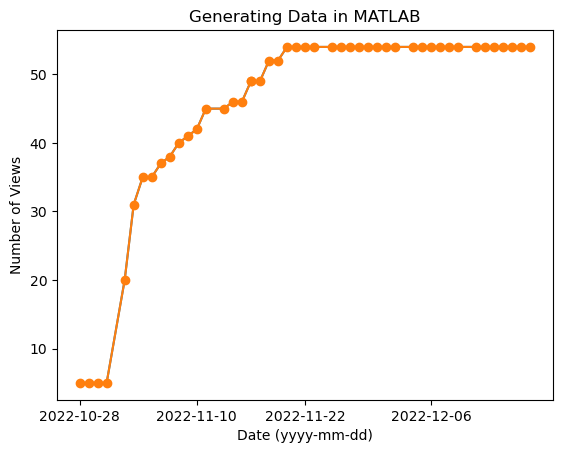 Generating Data in MATLAB
Number of Views
50
40
30
20
10
2022-10-28 2022-11-10 2022-11-22 2022-12-06
Date (yyyy-mm-dd)